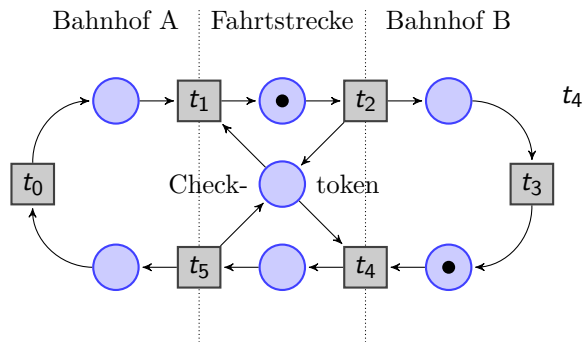 Bahnhof A Fahrtstrecke Bahnhof B
t1 t2 t4
t0 Check- token t3
t5 t4